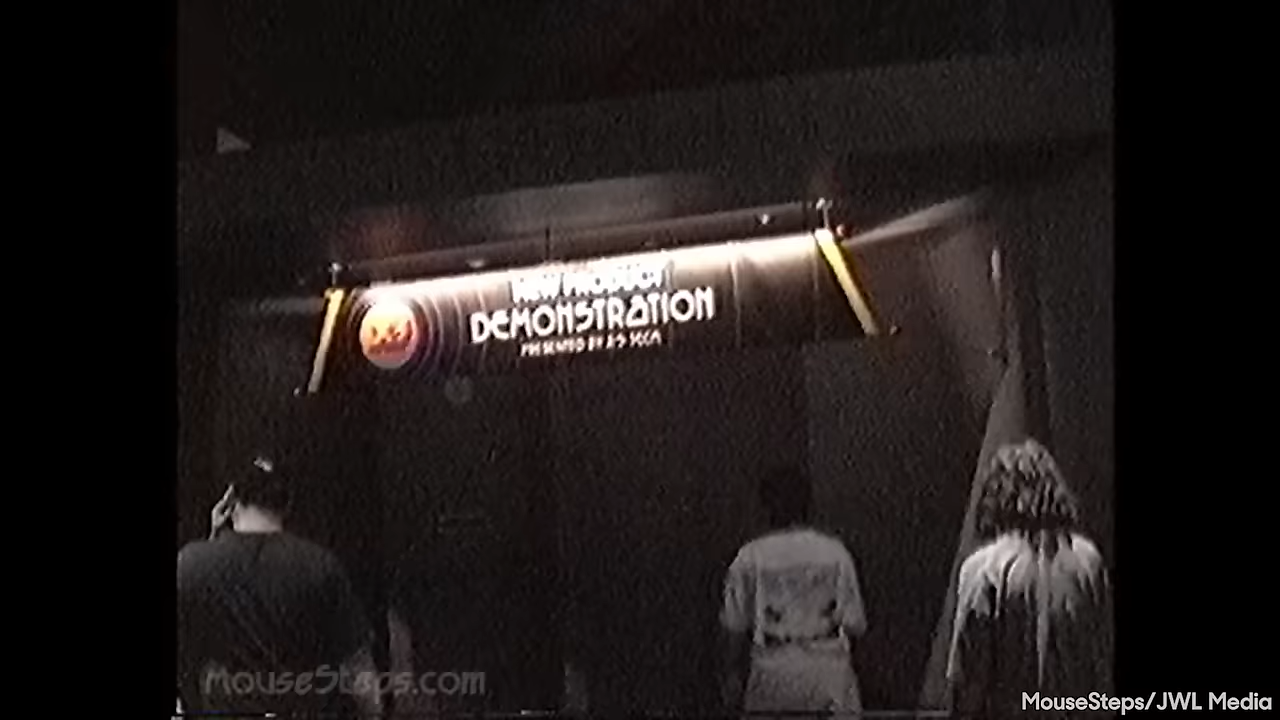 NEW PRODUCT
DEMONSTRATION
PRESENTED BY X-S TECH
MouseSteps.com
MouseSteps/JWL Media